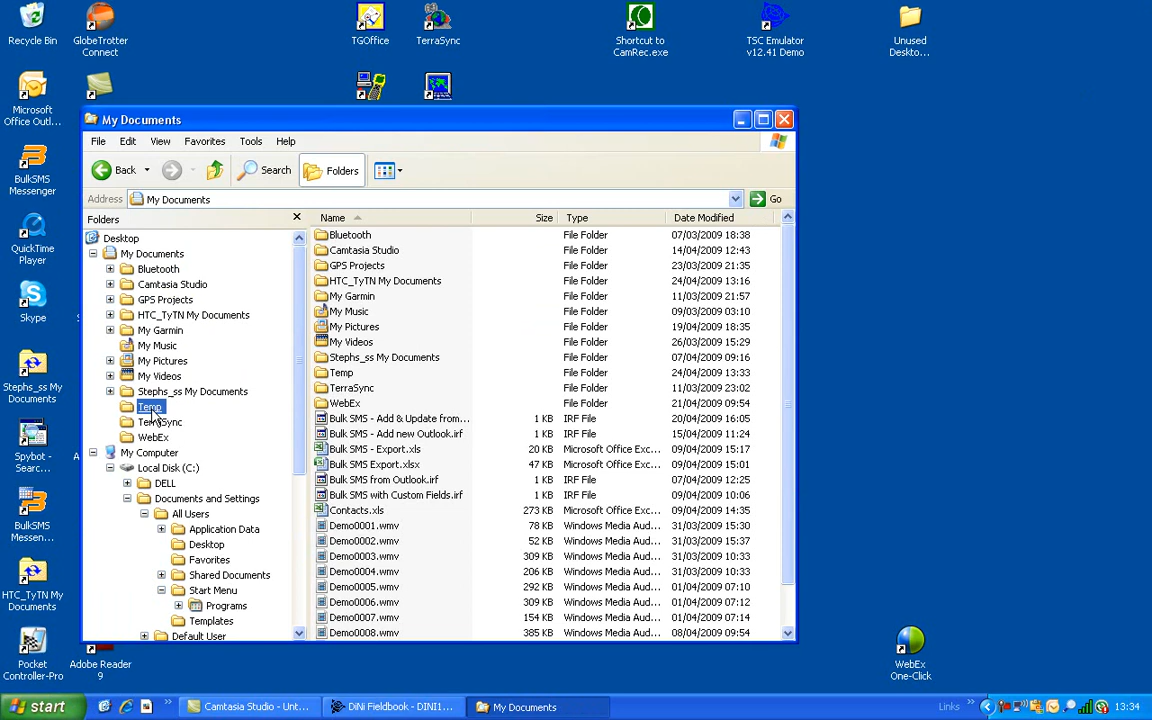 Recycle Bin
GlobeTrotter
Connect
TGOffice
TerraSync
Shortcut to
CamRec.exe
TSC Emulator
v12.41 Demo
Unused
Deskto...
Microsoft
Office Outl...
BulkSMS
Messenger
QuickTime
Player
Skype
Stephs_ss My
Documents
Spybot -
Searc...
BulkSMS
Messen...
HTC_TyTN My
Documents
Pocket
Controller-Pro
Adobe Reader
9
WebEx
One-Click
My Documents
File Edit View Favorites Tools Help
Back Search Folders
Address My Documents Go
Folders
Desktop
My Documents
Bluetooth
Camtasia Studio
GPS Projects
HTC_TyTN My Documents
My Garmin
My Music
My Pictures
My Videos
Stephs_ss My Documents
Temp
TerraSync
WebEx
My Computer
Local Disk (C:)
DELL
Documents and Settings
All Users
Application Data
Desktop
Favorites
Shared Documents
Start Menu
Programs
Templates
Default User
Name Size Type Date Modified
Bluetooth File Folder 07/03/2009 18:38
Camtasia Studio File Folder 14/04/2009 12:43
GPS Projects File Folder 23/03/2009 21:35
HTC_TyTN My Documents File Folder 24/04/2009 13:16
My Garmin File Folder 11/03/2009 21:57
My Music File Folder 09/03/2009 03:10
My Pictures File Folder 19/04/2009 18:35
My Videos File Folder 26/03/2009 15:29
Stephs_ss My Documents File Folder 07/04/2009 09:16
Temp File Folder 24/04/2009 13:33
TerraSync File Folder 11/03/2009 23:02
WebEx File Folder 21/04/2009 09:54
Bulk SMS - Add & Update from... 1 KB IRF File 20/04/2009 16:05
Bulk SMS - Add new Outlook.irf 1 KB IRF File 15/04/2009 11:24
Bulk SMS - Export.xls 20 KB Microsoft Office Exc... 09/04/2009 15:17
Bulk SMS Export.xlsx 47 KB Microsoft Office Exc... 09/04/2009 15:01
Bulk SMS from Outlook.irf 1 KB IRF File 07/04/2009 12:25
Bulk SMS with Custom Fields.irf 1 KB IRF File 09/04/2009 10:06
Contacts.xls 273 KB Microsoft Office Exc... 09/04/2009 14:35
Demo0001.wmv 78 KB Windows Media Aud... 31/03/2009 15:30
Demo0002.wmv 52 KB Windows Media Aud... 31/03/2009 15:37
Demo0003.wmv 309 KB Windows Media Aud... 31/03/2009 10:33
Demo0004.wmv 206 KB Windows Media Aud... 31/03/2009 10:33
Demo0005.wmv 292 KB Windows Media Aud... 01/04/2009 07:10
Demo0006.wmv 309 KB Windows Media Aud... 01/04/2009 07:12
Demo0007.wmv 154 KB Windows Media Aud... 01/04/2009 07:14
Demo0008.wmv 385 KB Windows Media Aud... 08/04/2009 09:54
start
Camtasia Studio - Unt...
DiNi Fieldbook - DINI1...
My Documents
Links
13:34